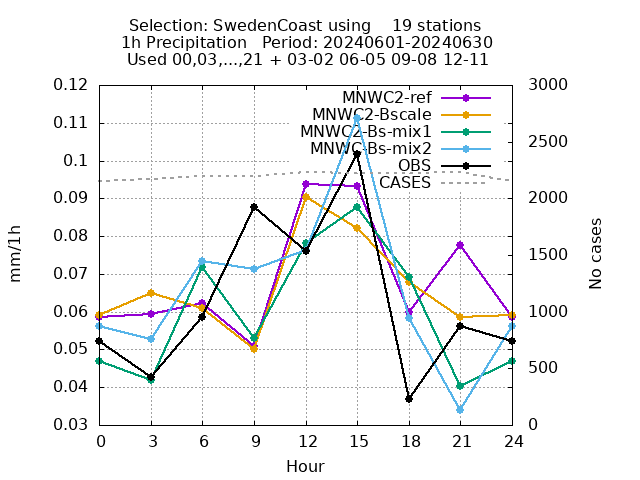 Selection: SwedenCoast using    19 stations
1h Precipitation   Period: 20240601-20240630
Used 00,03,...,21 + 03-02 06-05 09-08 12-11
MNWC2-ref
MNWC2-Bscale
MNWC2-Bs-mix1
MNWC-Bs-mix2
OBS
CASES
0.12
0.11
0.1
0.09
0.08
0.07
0.06
0.05
0.04
0.03
3000
2500
2000
1500
1000
500
0
mm/1h
No cases
0 3 6 9 12 15 18 21 24
Hour